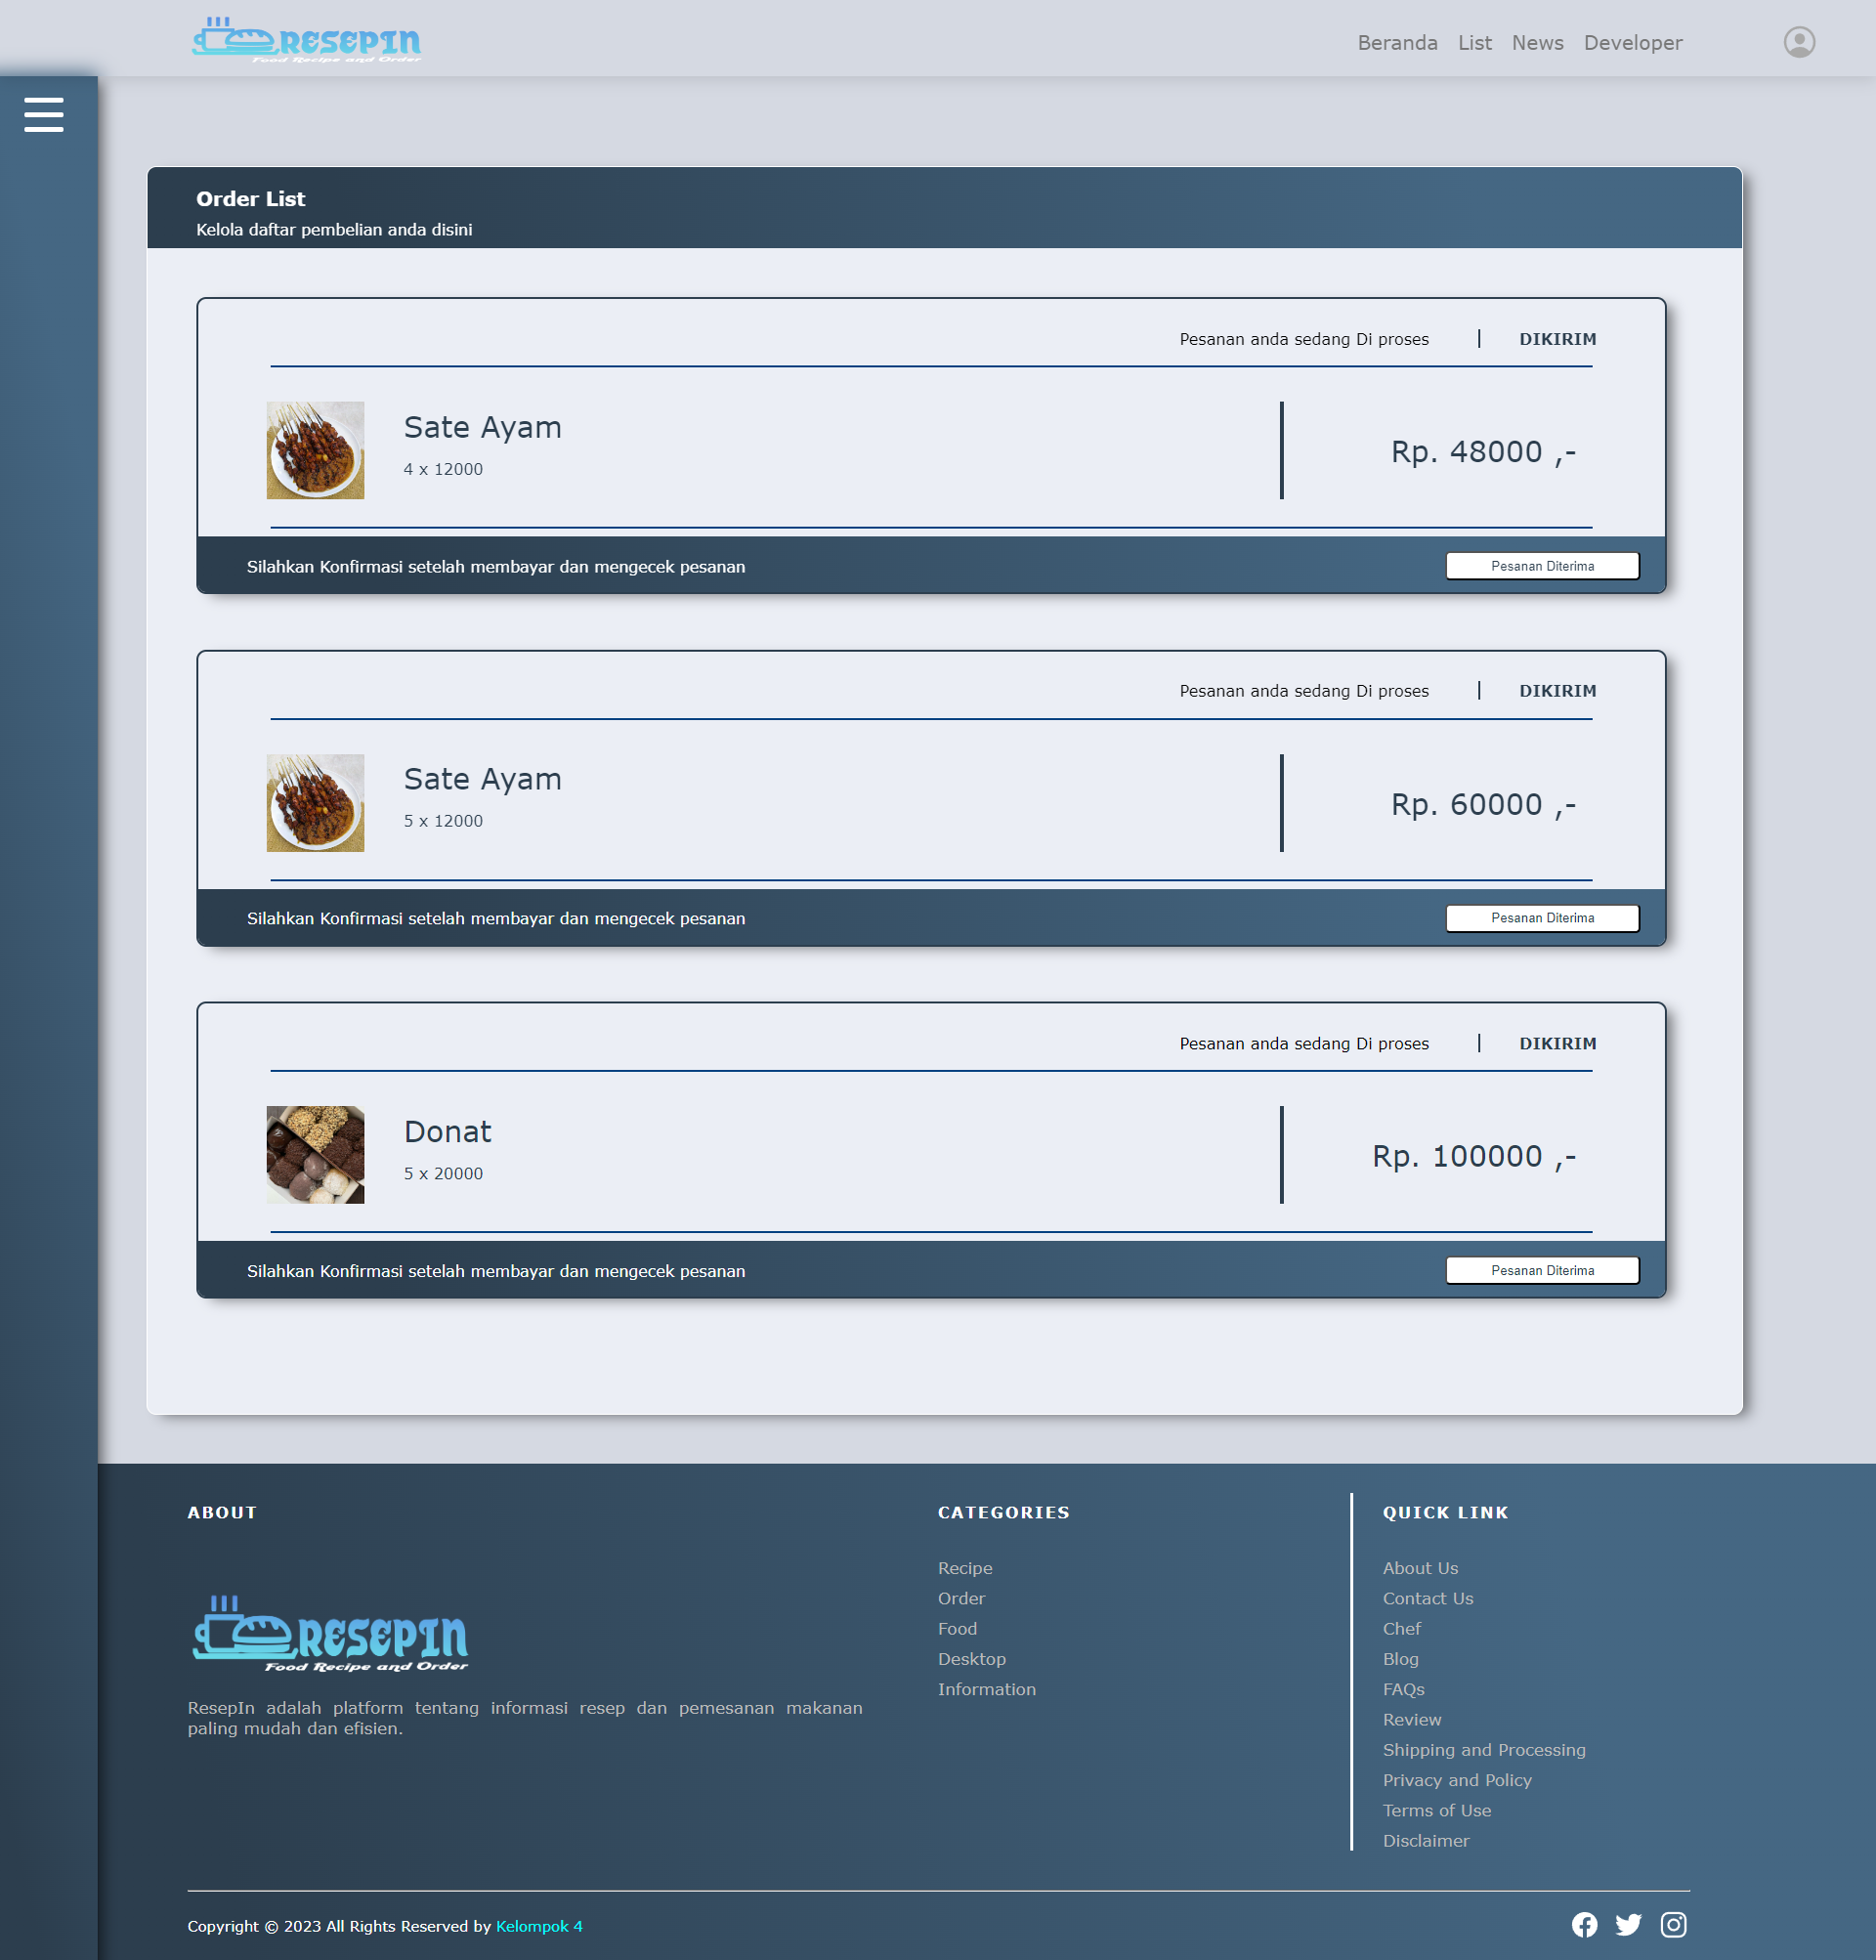 RESEPIN
Food Recipe and Order
Beranda List News Developer
Order List
Kelola daftar pembelian anda disini
Pesanan anda sedang Di proses | DIKIRIM
Sate Ayam
4 x 12000
Rp. 48000 ,-
Silahkan Konfirmasi setelah membayar dan mengecek pesanan
Pesanan Diterima
Pesanan anda sedang Di proses | DIKIRIM
Sate Ayam
5 x 12000
Rp. 60000 ,-
Silahkan Konfirmasi setelah membayar dan mengecek pesanan
Pesanan Diterima
Pesanan anda sedang Di proses | DIKIRIM
Donat
5 x 20000
Rp. 100000 ,-
Silahkan Konfirmasi setelah membayar dan mengecek pesanan
Pesanan Diterima
ABOUT
RESEPIN
Food Recipe and Order
ResepIn adalah platform tentang informasi resep dan pemesanan makanan
paling mudah dan efisien.
CATEGORIES
Recipe
Order
Food
Desktop
Information
QUICK LINK
About Us
Contact Us
Chef
Blog
FAQs
Review
Shipping and Processing
Privacy and Policy
Terms of Use
Disclaimer
Copyright © 2023 All Rights Reserved by Kelompok 4